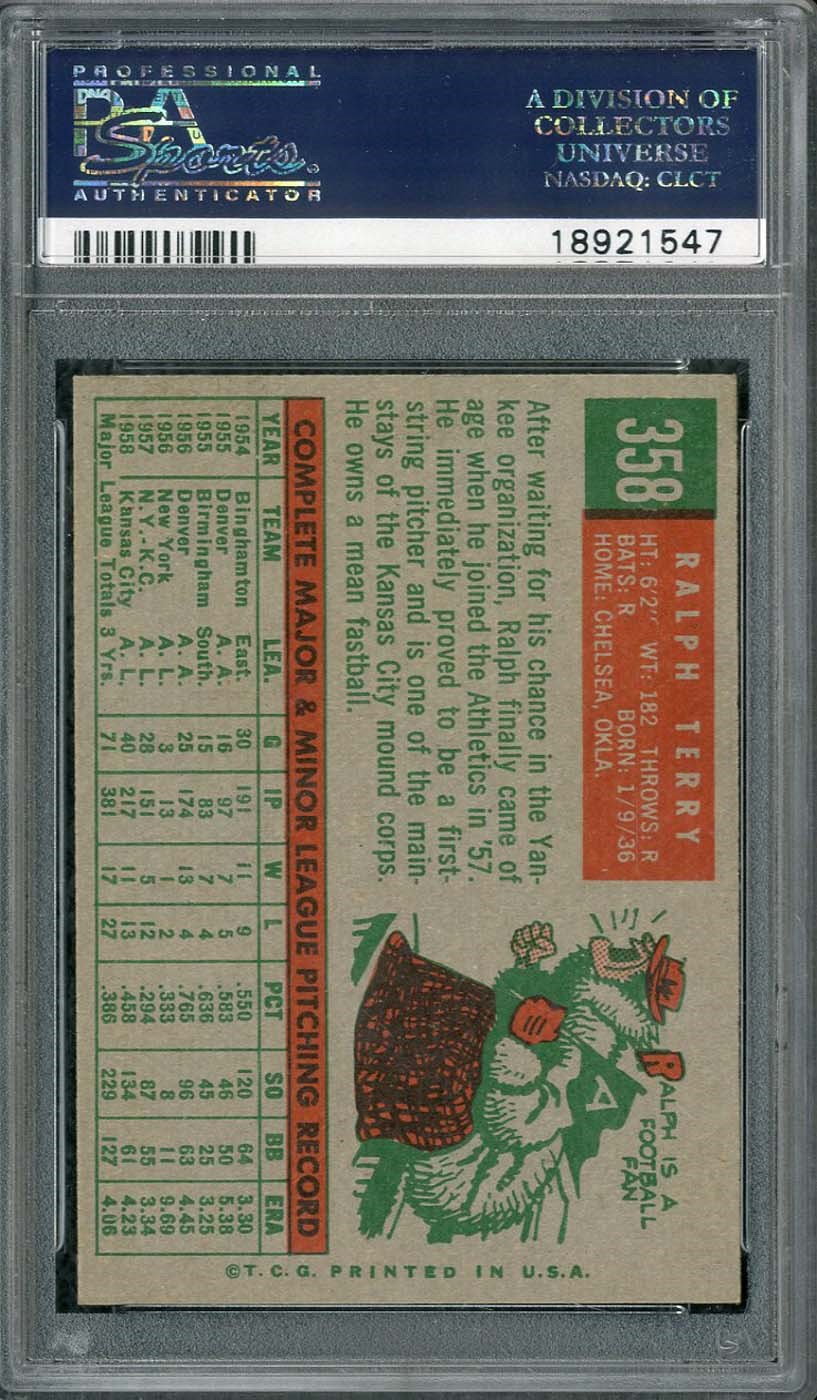 PROFESSIONAL
PSA
Sports
AUTHENTICATOR
A DIVISION OF
COLLECTORS
UNIVERSE
NASDAQ: CLCT
18921547
358
RALPH TERRY
HT: 6'2" WT: 182 THROWS: R
BATS: R BORN: 1/9/36
HOME: CHELSEA, OKLA.
After waiting for his chance in the Yan-
kee organization, Ralph finally came of
age when he joined the Athletics in '57.
He immediately proved to be a first-
string pitcher and is one of the main-
stays of the Kansas City mound corps.
He owns a mean fastball.
RALPH IS A
FOOTBALL
FAN
COMPLETE MAJOR & MINOR LEAGUE PITCHING RECORD
YEAR TEAM LEA. G IP W L PCT SO BB ERA
1954 Binghamton East. 30 191 11 9 .550 120 64 3.30
1955 Denver A. A. 16 97 7 5 .583 46 50 5.38
1955 Birmingham South. 15 83 7 4 .636 45 25 3.25
1956 Denver A. A. 25 174 13 4 .765 96 63 4.45
1956 New York A. L. 3 13 1 2 .333 8 11 9.69
1957 N.Y.-K.C. A. L. 28 151 5 12 .294 87 55 3.34
1958 Kansas City A. L. 40 217 11 13 .458 134 61 4.23
Major League Totals 3 Yrs. 71 381 17 27 .386 229 127 4.06
©T.C.G. PRINTED IN U.S.A.